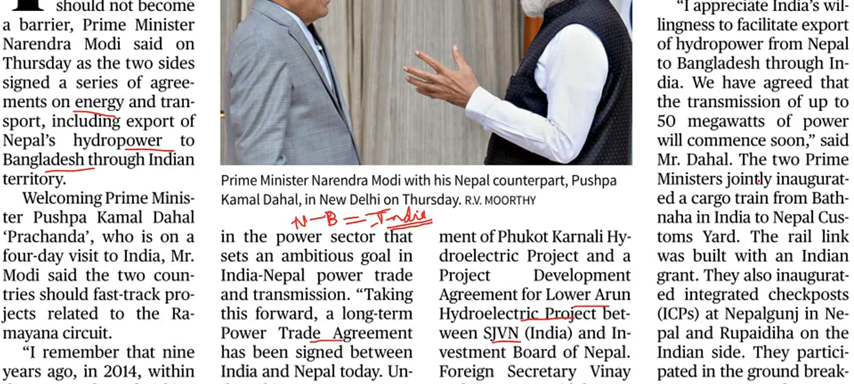 should not become
a barrier, Prime Minister
Narendra Modi said on
Thursday as the two sides
signed a series of agree-
ments on energy and tran-
sport, including export of
Nepal's hydropower to
Bangladesh through Indian
territory.
Welcoming Prime Minis-
ter Pushpa Kamal Dahal
‘Prachanda’, who is on a
four-day visit to India, Mr.
Modi said the two coun-
tries should fast-track pro-
jects related to the Ra-
mayana circuit.
“I remember that nine
years ago, in 2014, within
Prime Minister Narendra Modi with his Nepal counterpart, Pushpa
Kamal Dahal, in New Delhi on Thursday. R.V. MOORTHY
N-B = India
in the power sector that
sets an ambitious goal in
India-Nepal power trade
and transmission. “Taking
this forward, a long-term
Power Trade Agreement
has been signed between
India and Nepal today. Un-
ment of Phukot Karnali Hy-
droelectric Project and a
Project Development
Agreement for Lower Arun
Hydroelectric Project be-
tween SJVN (India) and In-
vestment Board of Nepal.
Foreign Secretary Vinay
“I appreciate India’s wil-
lingness to facilitate export
of hydropower from Nepal
to Bangladesh through In-
dia. We have agreed that
the transmission of up to
50 megawatts of power
will commence soon,” said
Mr. Dahal. The two Prime
Ministers jointly inaugurat-
ed a cargo train from Bath-
naha in India to Nepal Cus-
toms Yard. The rail link
was built with an Indian
grant. They also inaugurat-
ed integrated checkposts
(ICPs) at Nepalgunj in Ne-
pal and Rupaidiha on the
Indian side. They partici-
pated in the ground break-